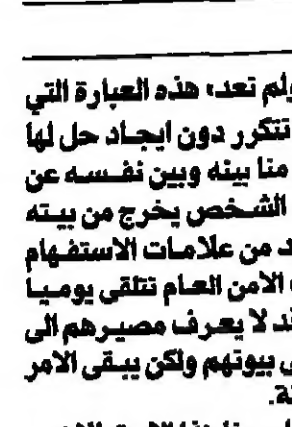 ولم تعد، هذه العبارة التي
تتكرر دون ايجاد حل لها
منا بينه وبين نفسه عن
الشخص يخرج من بيته
د من علامات الاستفهام
الامن العام تتلقى يوميا
قد لا يعرف مصيرهم الى
ى بيوتهم ولكن يبقى الامر